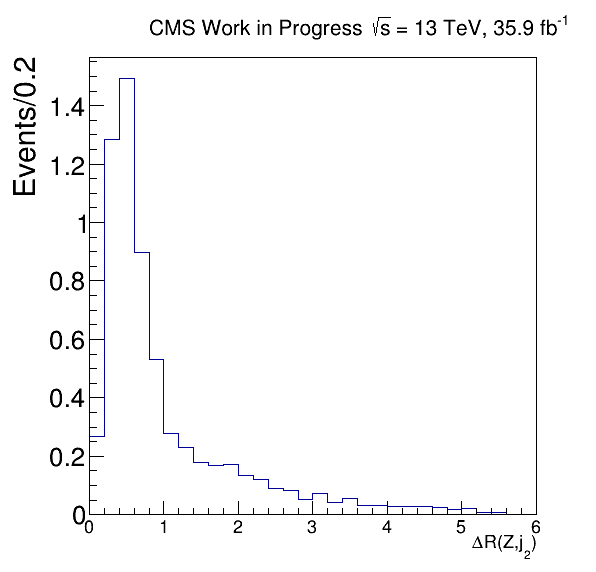 CMS Work in Progress √s = 13 TeV, 35.9 fb⁻¹
Events/0.2
1.4
1.2
1
0.8
0.6
0.4
0.2
0
0 1 2 3 4 5 6
ΔR(Z,j₂)